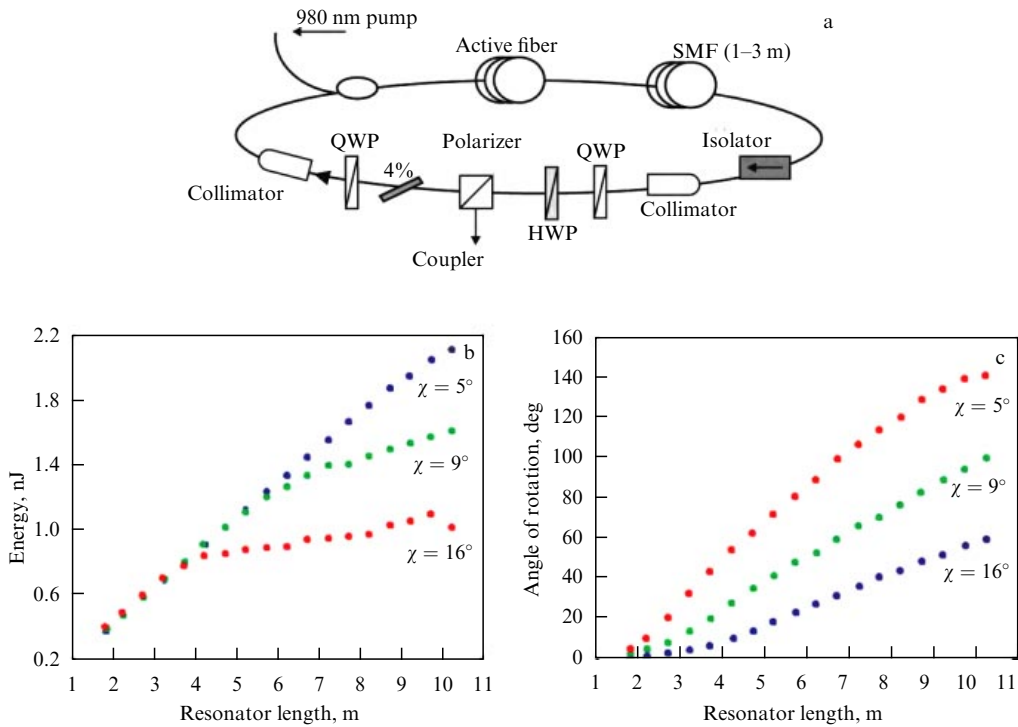 980 nm pump
a
Active fiber
SMF (1–3 m)
QWP
4%
Polarizer
QWP
Isolator
Collimator
HWP
Collimator
Coupler
b
2.2
1.8
1.4
1.0
0.6
0.2
Energy, nJ
χ = 5°
χ = 9°
χ = 16°
1 2 3 4 5 6 7 8 9 10 11
Resonator length, m
c
160
140
120
100
80
60
40
20
0
Angle of rotation, deg
χ = 5°
χ = 9°
χ = 16°
1 2 3 4 5 6 7 8 9 10 11
Resonator length, m